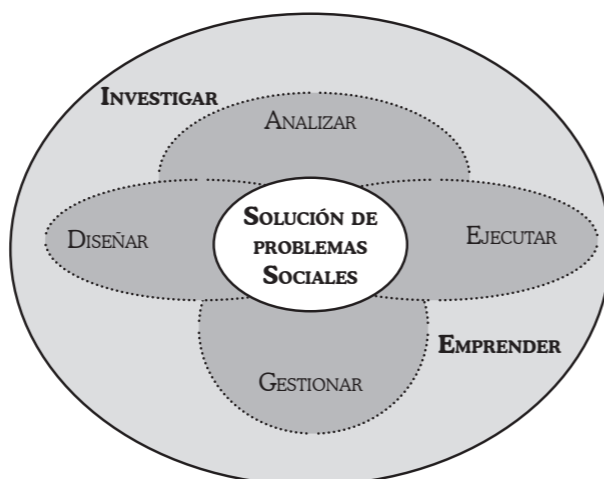 INVESTIGAR
ANALIZAR
DISEÑAR
SOLUCIÓN DE
PROBLEMAS
SOCIALES
EJECUTAR
EMPRENDER
GESTIONAR